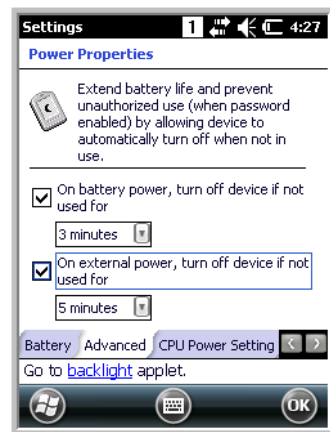 Settings 1 4:27
Power Properties
Extend battery life and prevent
unauthorized use (when password
enabled) by allowing device to
automatically turn off when not in
use.
On battery power, turn off device if not
used for
3 minutes
On external power, turn off device if not
used for
5 minutes
Battery Advanced CPU Power Setting
Go to backlight applet.
OK